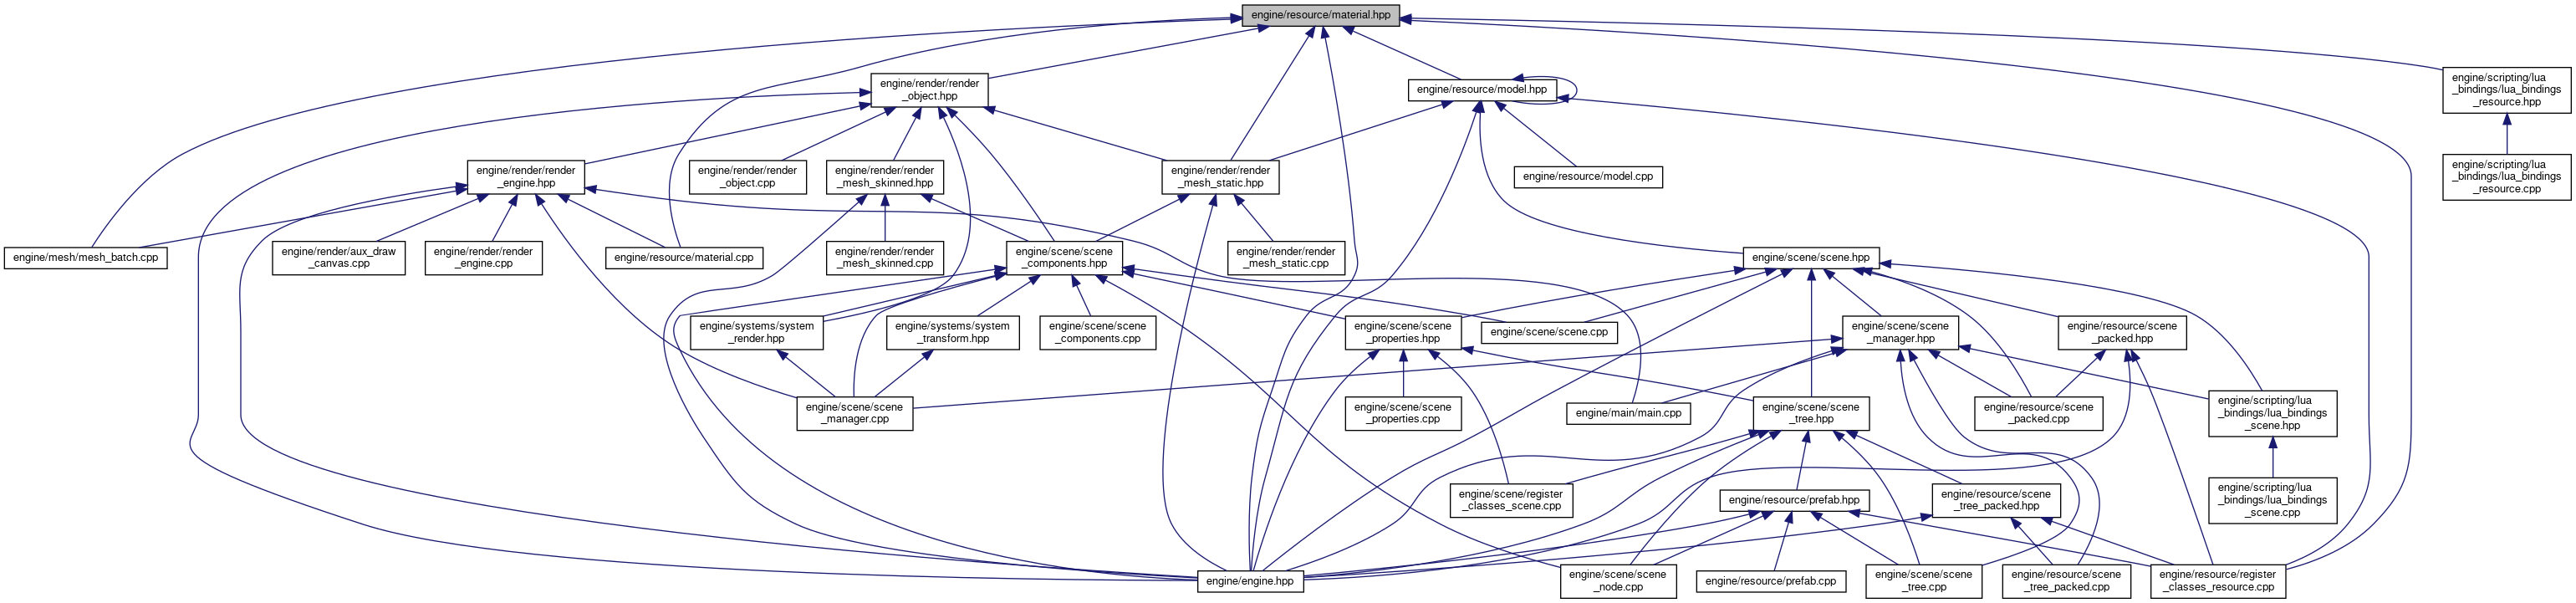 engine/resource/material.hpp
engine/render/render
_object.hpp
engine/resource/model.hpp
engine/scripting/lua
_bindings/lua_bindings
_resource.hpp
engine/render/render
_engine.hpp
engine/render/render
_object.cpp
engine/render/render
_mesh_skinned.hpp
engine/render/render
_mesh_static.hpp
engine/resource/model.cpp
engine/scripting/lua
_bindings/lua_bindings
_resource.cpp
engine/mesh/mesh_batch.cpp
engine/render/aux_draw
_canvas.cpp
engine/render/render
_engine.cpp
engine/resource/material.cpp
engine/render/render
_mesh_skinned.cpp
engine/scene/scene
_components.hpp
engine/render/render
_mesh_static.cpp
engine/scene/scene.hpp
engine/systems/system
_render.hpp
engine/systems/system
_transform.hpp
engine/scene/scene
_components.cpp
engine/scene/scene
_properties.hpp
engine/scene/scene.cpp
engine/scene/scene
_manager.hpp
engine/resource/scene
_packed.hpp
engine/scene/scene
_manager.cpp
engine/scene/scene
_properties.cpp
engine/main/main.cpp
engine/scene/scene
_tree.hpp
engine/resource/scene
_packed.cpp
engine/scripting/lua
_bindings/lua_bindings
_scene.hpp
engine/scene/register
_classes_scene.cpp
engine/resource/prefab.hpp
engine/resource/scene
_tree_packed.hpp
engine/scripting/lua
_bindings/lua_bindings
_scene.cpp
engine/engine.hpp
engine/scene/scene
_node.cpp
engine/resource/prefab.cpp
engine/scene/scene
_tree.cpp
engine/resource/scene
_tree_packed.cpp
engine/resource/register
_classes_resource.cpp